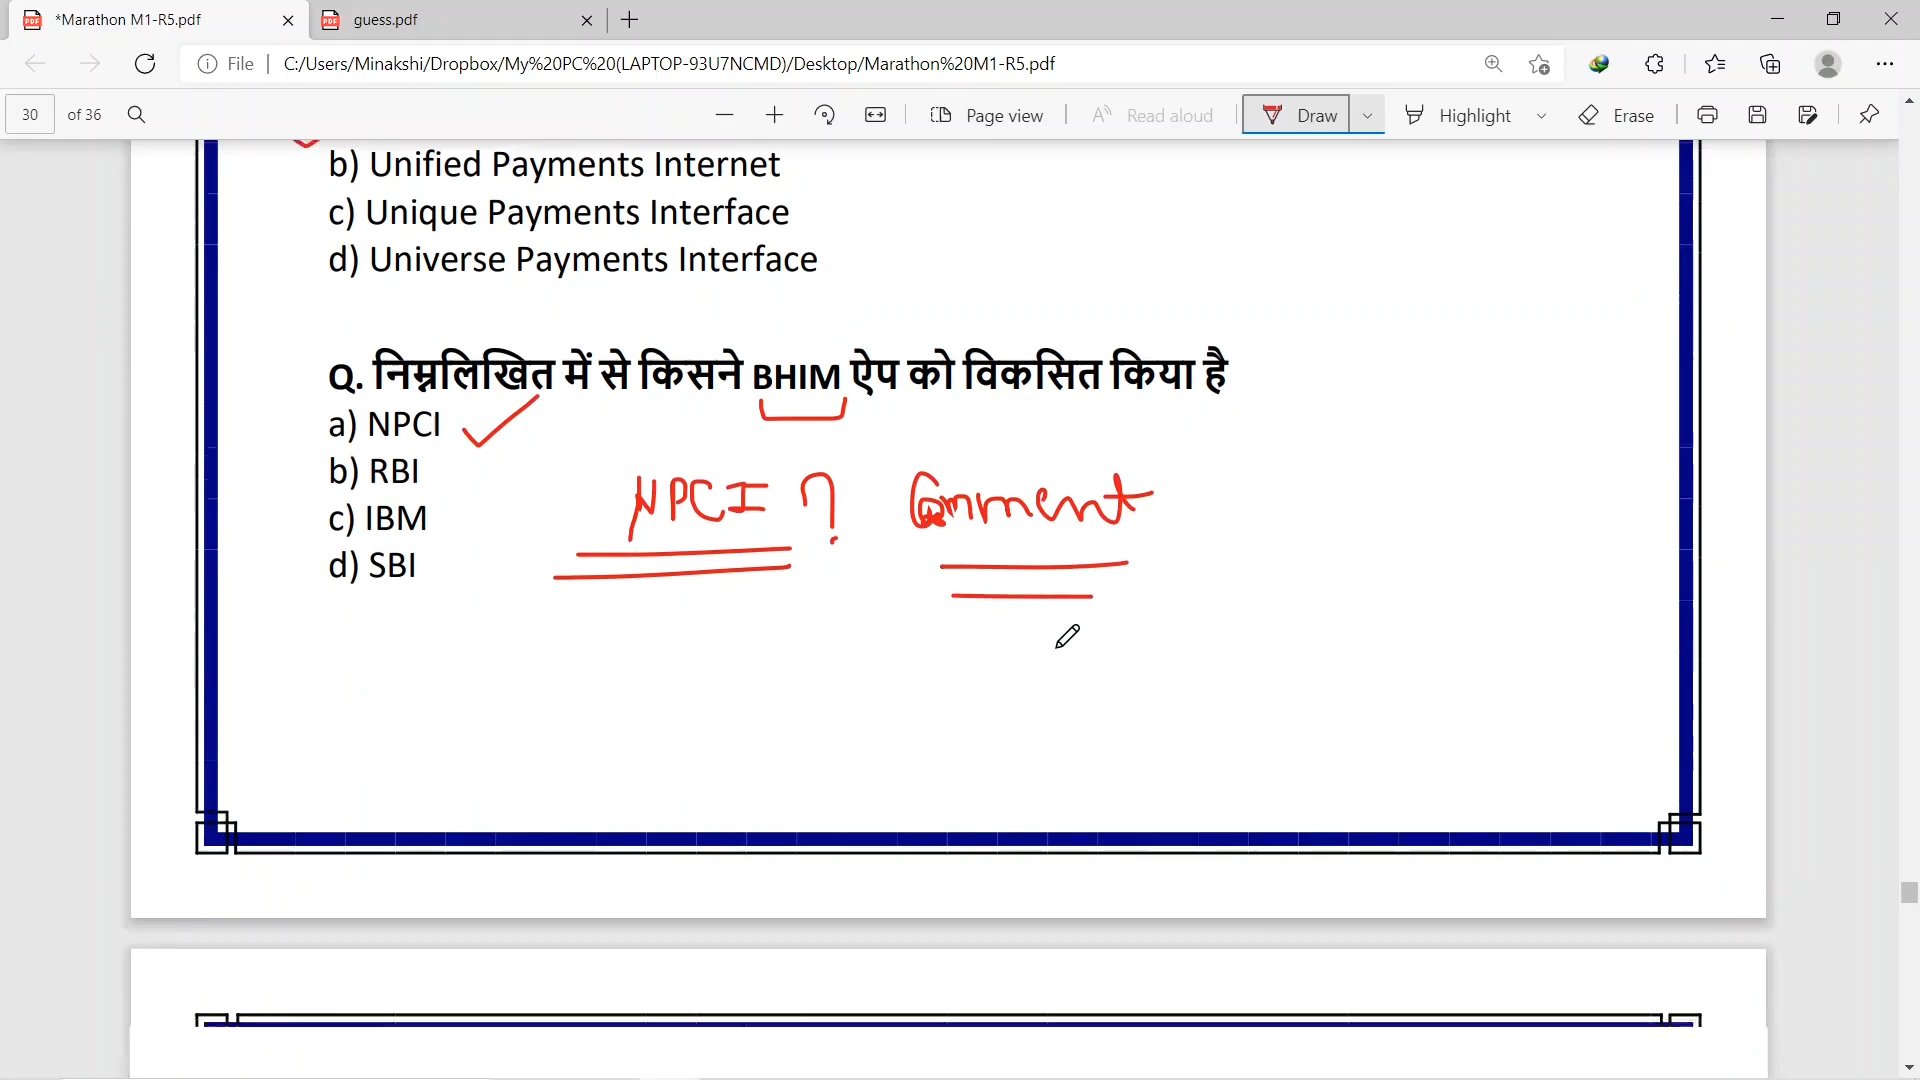 *Marathon M1-R5.pdf
guess.pdf
File
C:/Users/Minakshi/Dropbox/My%20PC%20(LAPTOP-93U7NCMD)/Desktop/Marathon%20M1-R5.pdf
30 of 36
Page view
Read aloud
Draw
Highlight
Erase
b) Unified Payments Internet
c) Unique Payments Interface
d) Universe Payments Interface
Q. निम्नलिखित में से किसने BHIM ऐप को विकसित किया है
a) NPCI
b) RBI
NPCI ? Comment
c) IBM
d) SBI